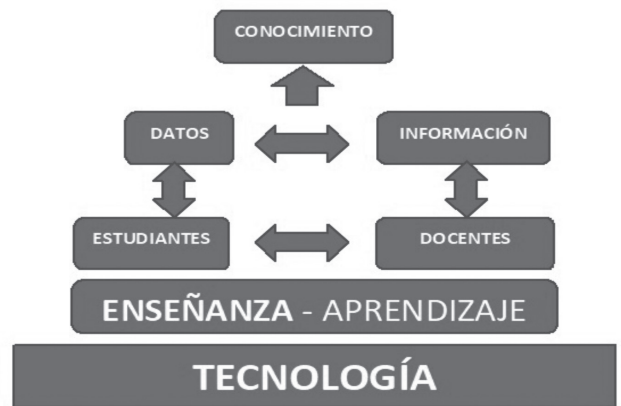 CONOCIMIENTO
DATOS
INFORMACIÓN
ESTUDIANTES
DOCENTES
ENSEÑANZA - APRENDIZAJE
TECNOLOGÍA